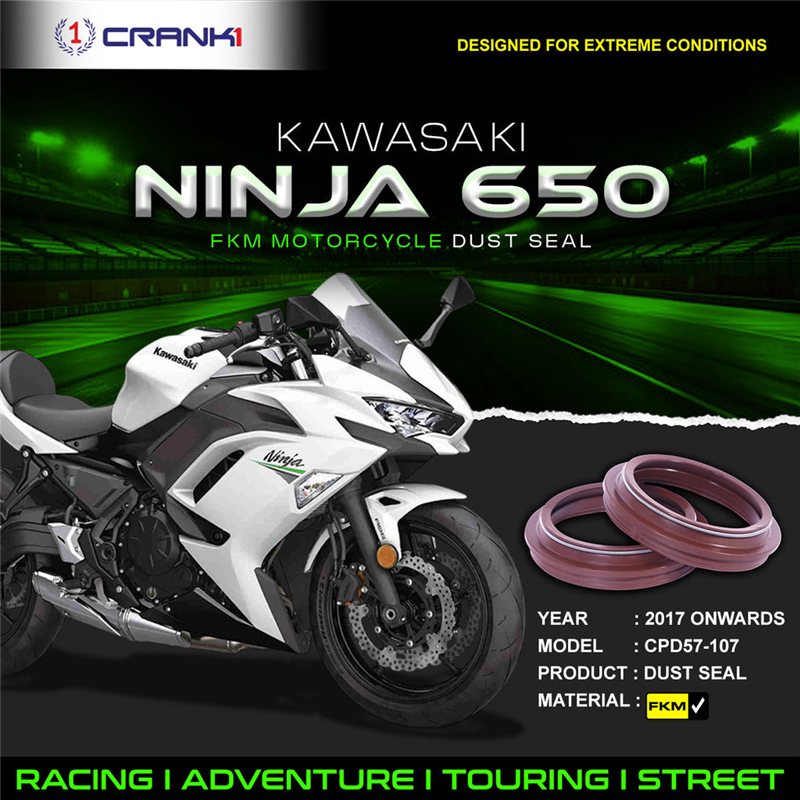 1 CRANK1
DESIGNED FOR EXTREME CONDITIONS
KAWASAKI
NINJA 650
FKM MOTORCYCLE DUST SEAL
Kawasaki
Ninja
YEAR : 2017 ONWARDS
MODEL : CPD57-107
PRODUCT : DUST SEAL
MATERIAL : FKM ✓
RACING | ADVENTURE | TOURING | STREET